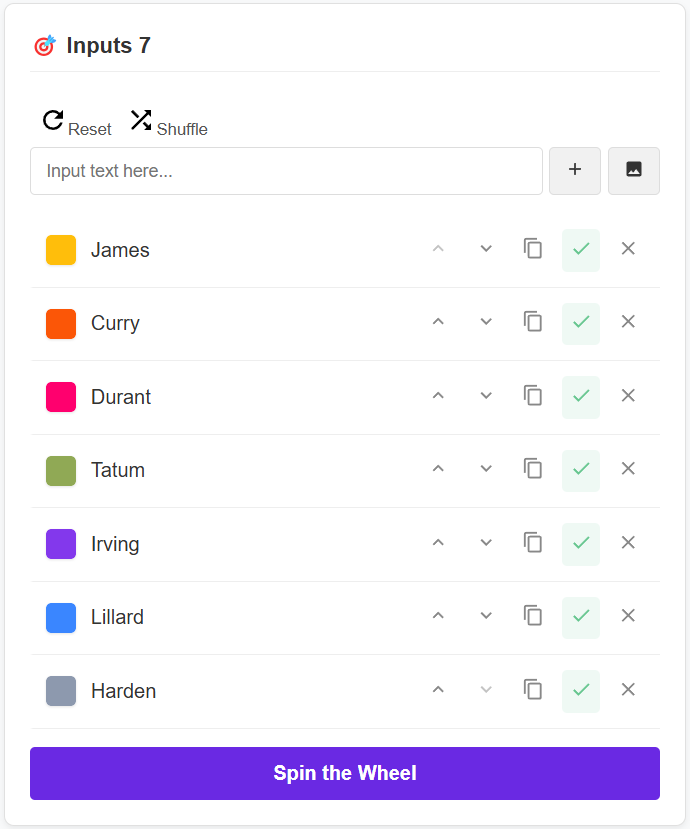 Inputs 7
Reset Shuffle
Input text here...
James
Curry
Durant
Tatum
Irving
Lillard
Harden
Spin the Wheel